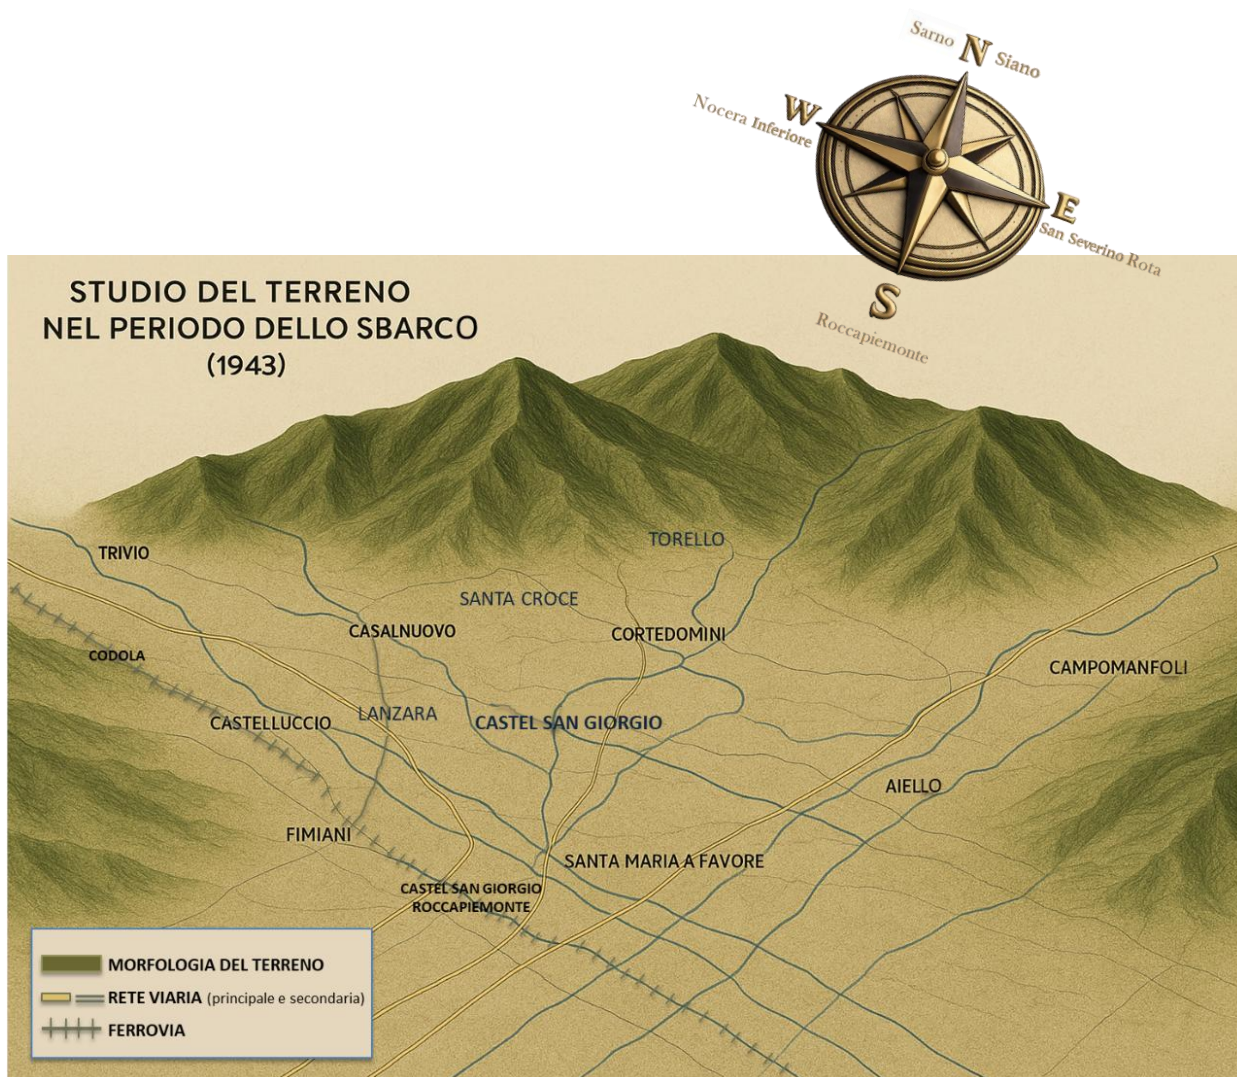 Sarno N Siano
W
Nocera Inferiore
E
San Severino Rota
S
Roccapiemonte
STUDIO DEL TERRENO
NEL PERIODO DELLO SBARCO
(1943)
TRIVIO
TORELLO
SANTA CROCE
CASALNUOVO
CORTEDOMINI
CODOLA
CAMPOMANFOLI
CASTELLUCCIO
LANZARA
CASTEL SAN GIORGIO
AIELLO
FIMIANI
SANTA MARIA A FAVORE
CASTEL SAN GIORGIO
ROCCAPIEMONTE
MORFOLOGIA DEL TERRENO
RETE VIARIA (principale e secondaria)
FERROVIA